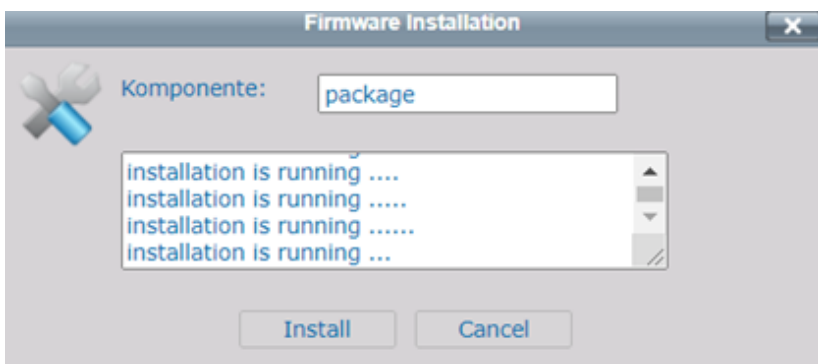 Firmware Installation
Komponente:
package
installation is running ....
installation is running .....
installation is running ......
installation is running ...
Install
Cancel